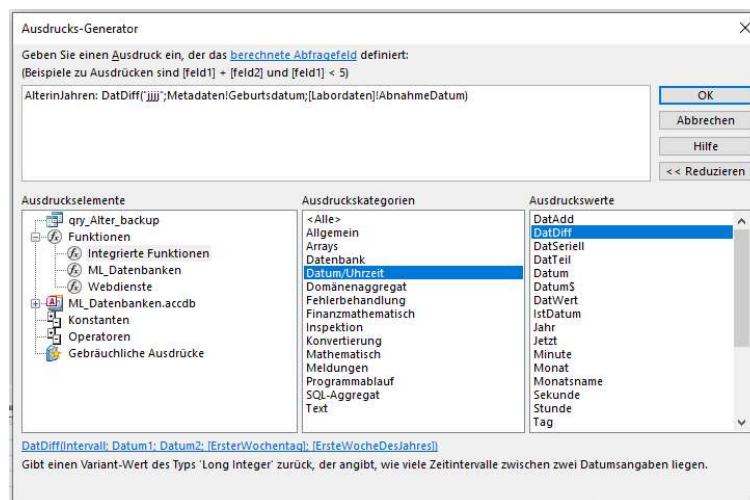 Ausdrucks-Generator
Geben Sie einen Ausdruck ein, der das berechnete Abfragefeld definiert:
(Beispiele zu Ausdrücken sind [feld1] + [feld2] und [feld1] < 5)
AlterinJahren: DatDiff("jjjj";Metadaten!Geburtsdatum;[Labordaten]!AbnahmeDatum)
OK
Abbrechen
Hilfe
<< Reduzieren
Ausdruckselemente
qry_Alter_backup
Funktionen
Integrierte Funktionen
ML_Datenbanken
Webdienste
ML_Datenbanken.accdb
Konstanten
Operatoren
Gebräuchliche Ausdrücke
Ausdruckskategorien
<Alle>
Allgemein
Arrays
Datenbank
Datum/Uhrzeit
Domänenaggregat
Fehlerbehandlung
Finanzmathematisch
Inspektion
Konvertierung
Mathematisch
Meldungen
Programmablauf
SQL-Aggregat
Text
Ausdruckswerte
DatAdd
DatDiff
DatSeriell
DatTeil
Datum
Datum$
DatWert
IstDatum
Jahr
Jetzt
Minute
Monat
Monatsname
Sekunde
Stunde
Tag
DatDiff(Intervall; Datum1; Datum2; [ErsterWochentag]; [ErsteWocheDesJahres])
Gibt einen Variant-Wert des Typs 'Long Integer' zurück, der angibt, wie viele Zeitintervalle zwischen zwei Datumsangaben liegen.